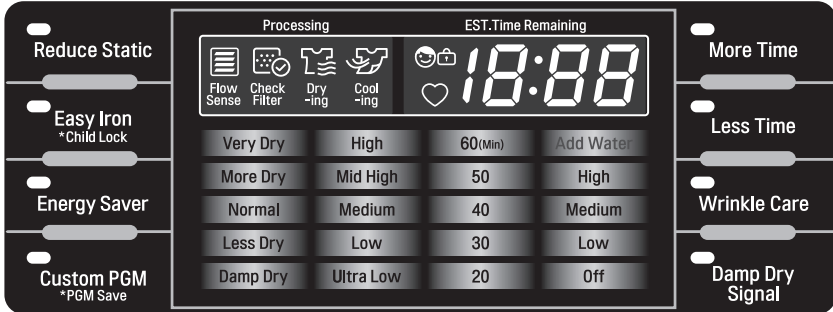 Reduce Static
Easy Iron
*Child Lock
Energy Saver
Custom PGM
*PGM Save
Processing
EST.Time Remaining
Flow
Sense
Check
Filter
Dry
-ing
Cool
-ing
18:88
Very Dry High 60(Min) Add Water
More Dry Mid High 50 High
Normal Medium 40 Medium
Less Dry Low 30 Low
Damp Dry Ultra Low 20 Off
More Time
Less Time
Wrinkle Care
Damp Dry
Signal